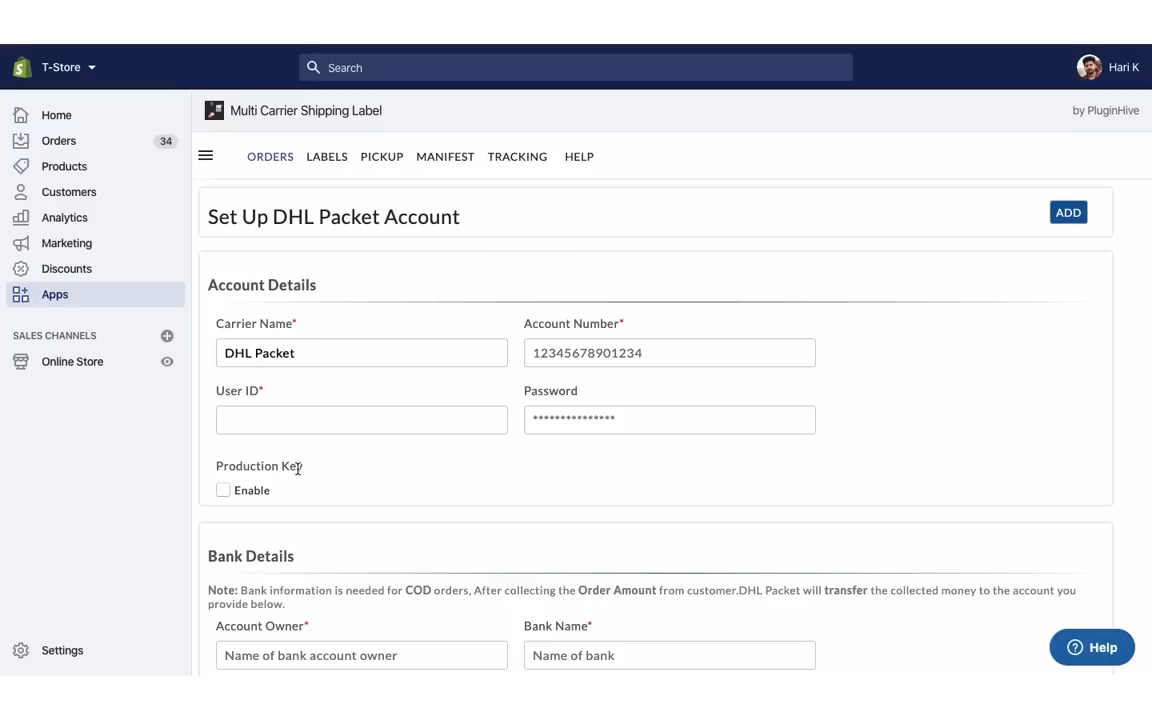 T-Store
Search
Hari K
Home
Orders 34
Products
Customers
Analytics
Marketing
Discounts
Apps
SALES CHANNELS
Online Store
Settings
Multi Carrier Shipping Label
by PluginHive
ORDERS LABELS PICKUP MANIFEST TRACKING HELP
Set Up DHL Packet Account
ADD
Account Details
Carrier Name* Account Number*
DHL Packet 12345678901234
User ID* Password
***************
Production Key
Enable
Bank Details
Note: Bank information is needed for COD orders, After collecting the Order Amount from customer.DHL Packet will transfer the collected money to the account you
provide below.
Account Owner* Bank Name*
Name of bank account owner Name of bank
Help